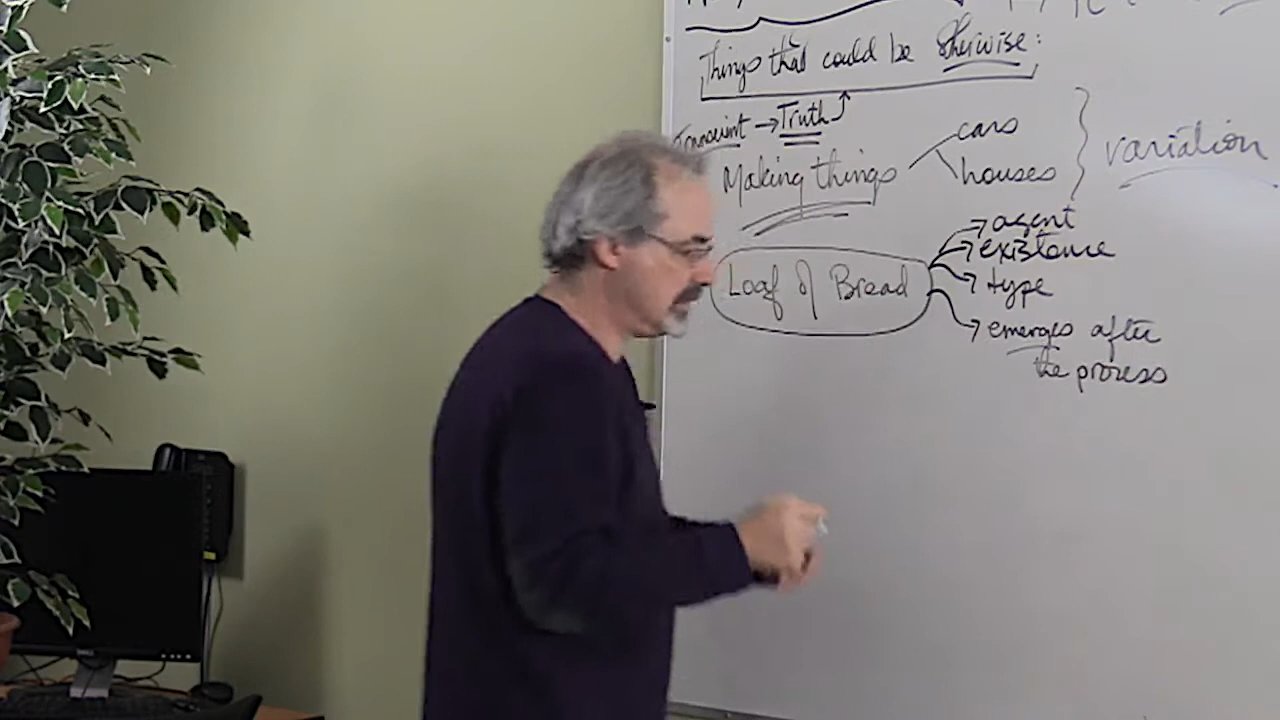 Things that could be otherwise:
→ Truth
cars
Making things
houses
variation
agent
existence
Loaf of Bread
type
emerges after
the process